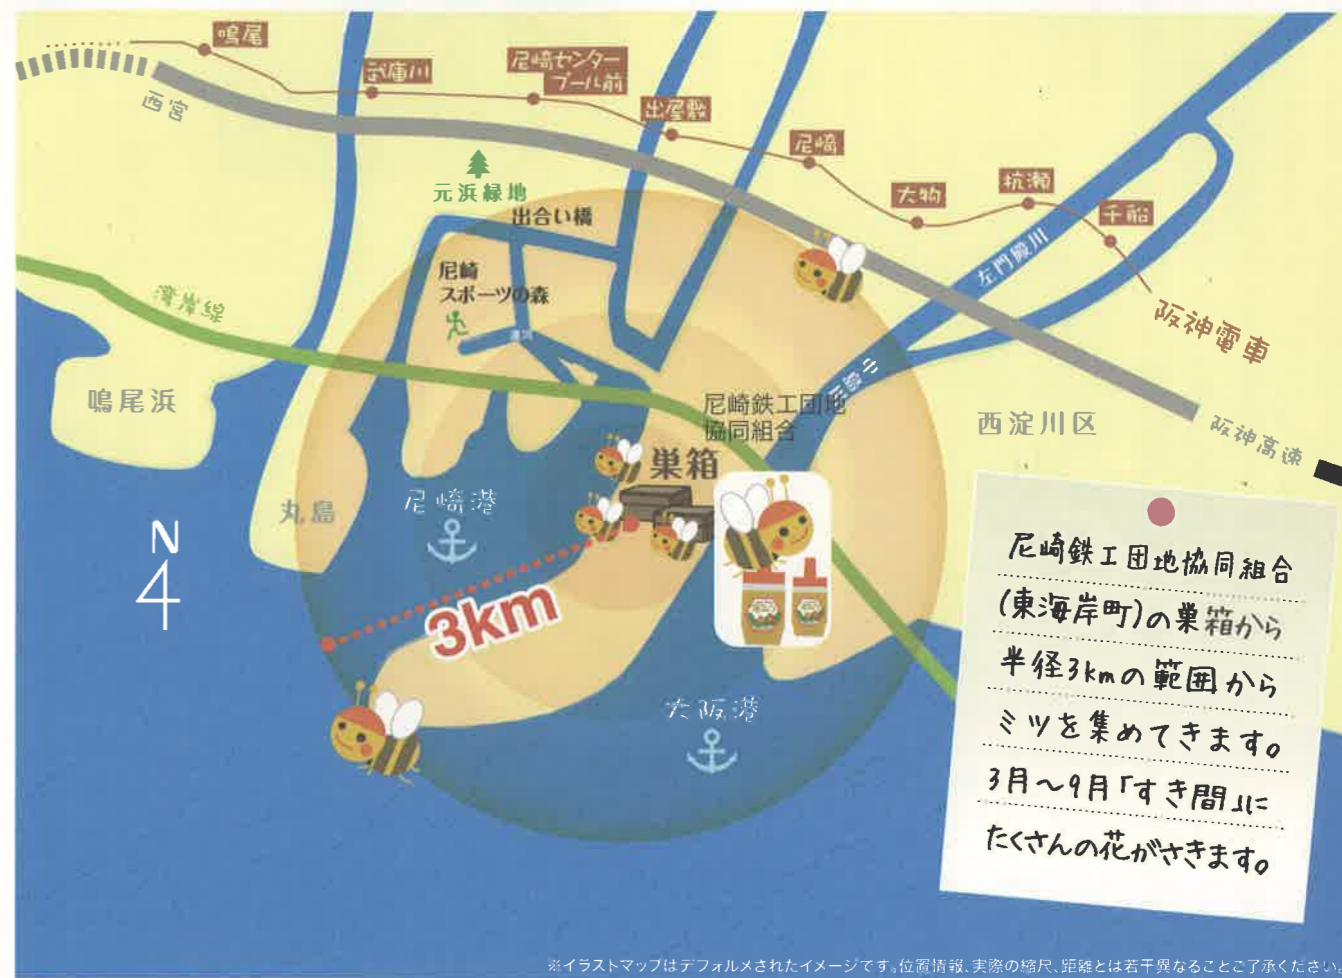 鳴尾
武庫川
尼崎センター
プール前
出屋敷
尼崎
大物
杭瀬
千船
西宮
元浜緑地
出合い橋
尼崎
スポーツの森
運河
湾岸線
左門殿川
中島川
阪神電車
鳴尾浜
西淀川区
阪神高速
尼崎鉄工団地
協同組合
巣箱
丸島
尼崎港
N
3km
大阪港
尼崎鉄工団地協同組合
(東海岸町)の巣箱から
半径3kmの範囲から
ミツを集めてきます。
3月～9月「すき間」に
たくさんの花がさきます。
※イラストマップはデフォルメされたイメージです。位置情報、実際の縮尺、距離とは若干異なることご了承ください